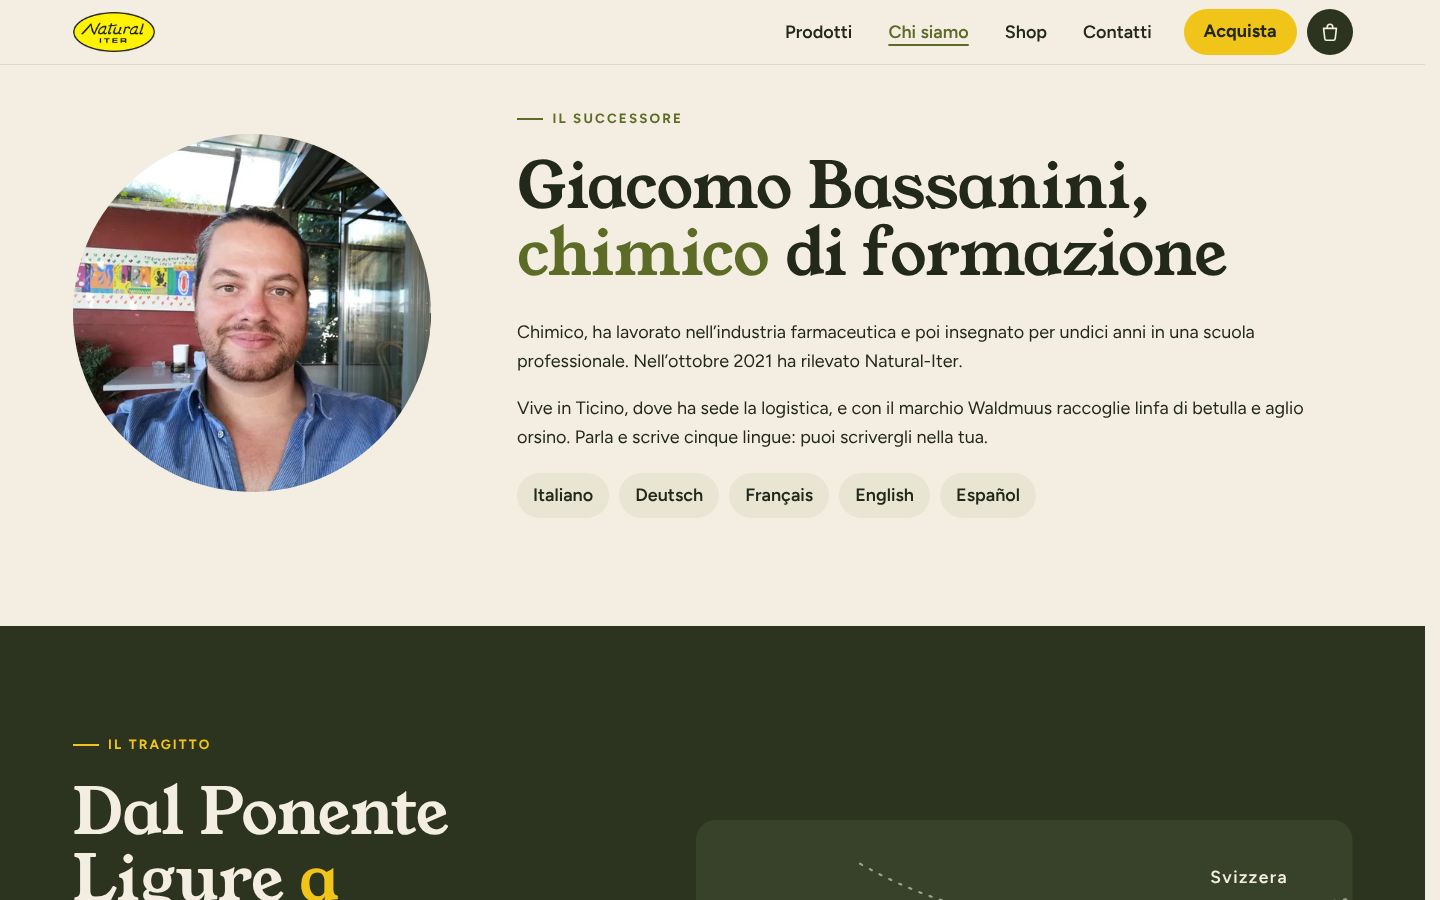 Natural
ITER
Prodotti
Chi siamo
Shop
Contatti
Acquista
IL SUCCESSORE
Giacomo Bassanini,
chimico di formazione
Chimico, ha lavorato nell’industria farmaceutica e poi insegnato per undici anni in una scuola
professionale. Nell’ottobre 2021 ha rilevato Natural-Iter.
Vive in Ticino, dove ha sede la logistica, e con il marchio Waldmuus raccoglie linfa di betulla e aglio
orsino. Parla e scrive cinque lingue: puoi scrivergli nella tua.
Italiano
Deutsch
Français
English
Español
IL TRAGITTO
Dal Ponente
Ligure a
Svizzera